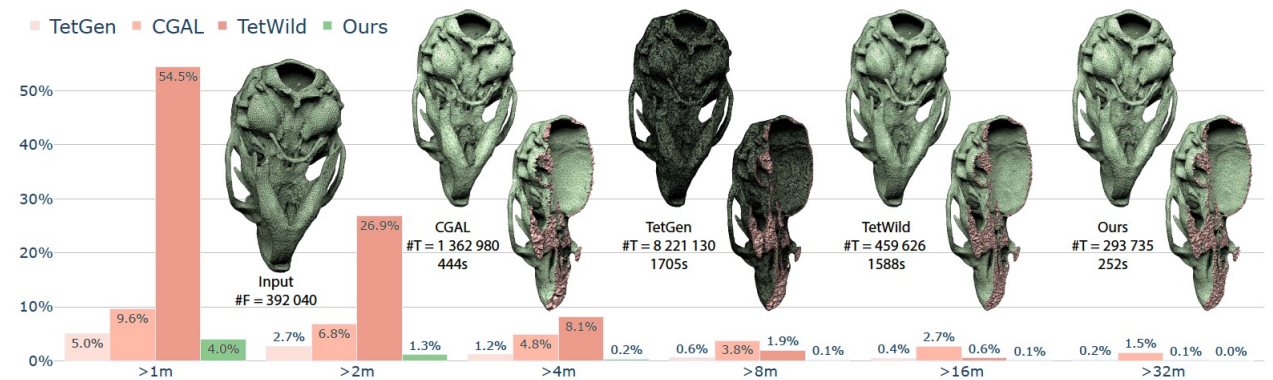 TetGen CGAL TetWild Ours
50%
40%
30%
20%
10%
0%
54.5%
26.9%
5.0% 9.6% 4.0%
2.7% 6.8% 1.3%
1.2% 4.8% 8.1% 0.2%
0.6% 3.8% 1.9% 0.1%
0.4% 2.7% 0.6% 0.1%
0.2% 1.5% 0.1% 0.0%
Input
#F = 392 040
CGAL
#T = 1 362 980
444s
TetGen
#T = 8 221 130
1705s
TetWild
#T = 459 626
1588s
Ours
#T = 293 735
252s
>1m >2m >4m >8m >16m >32m